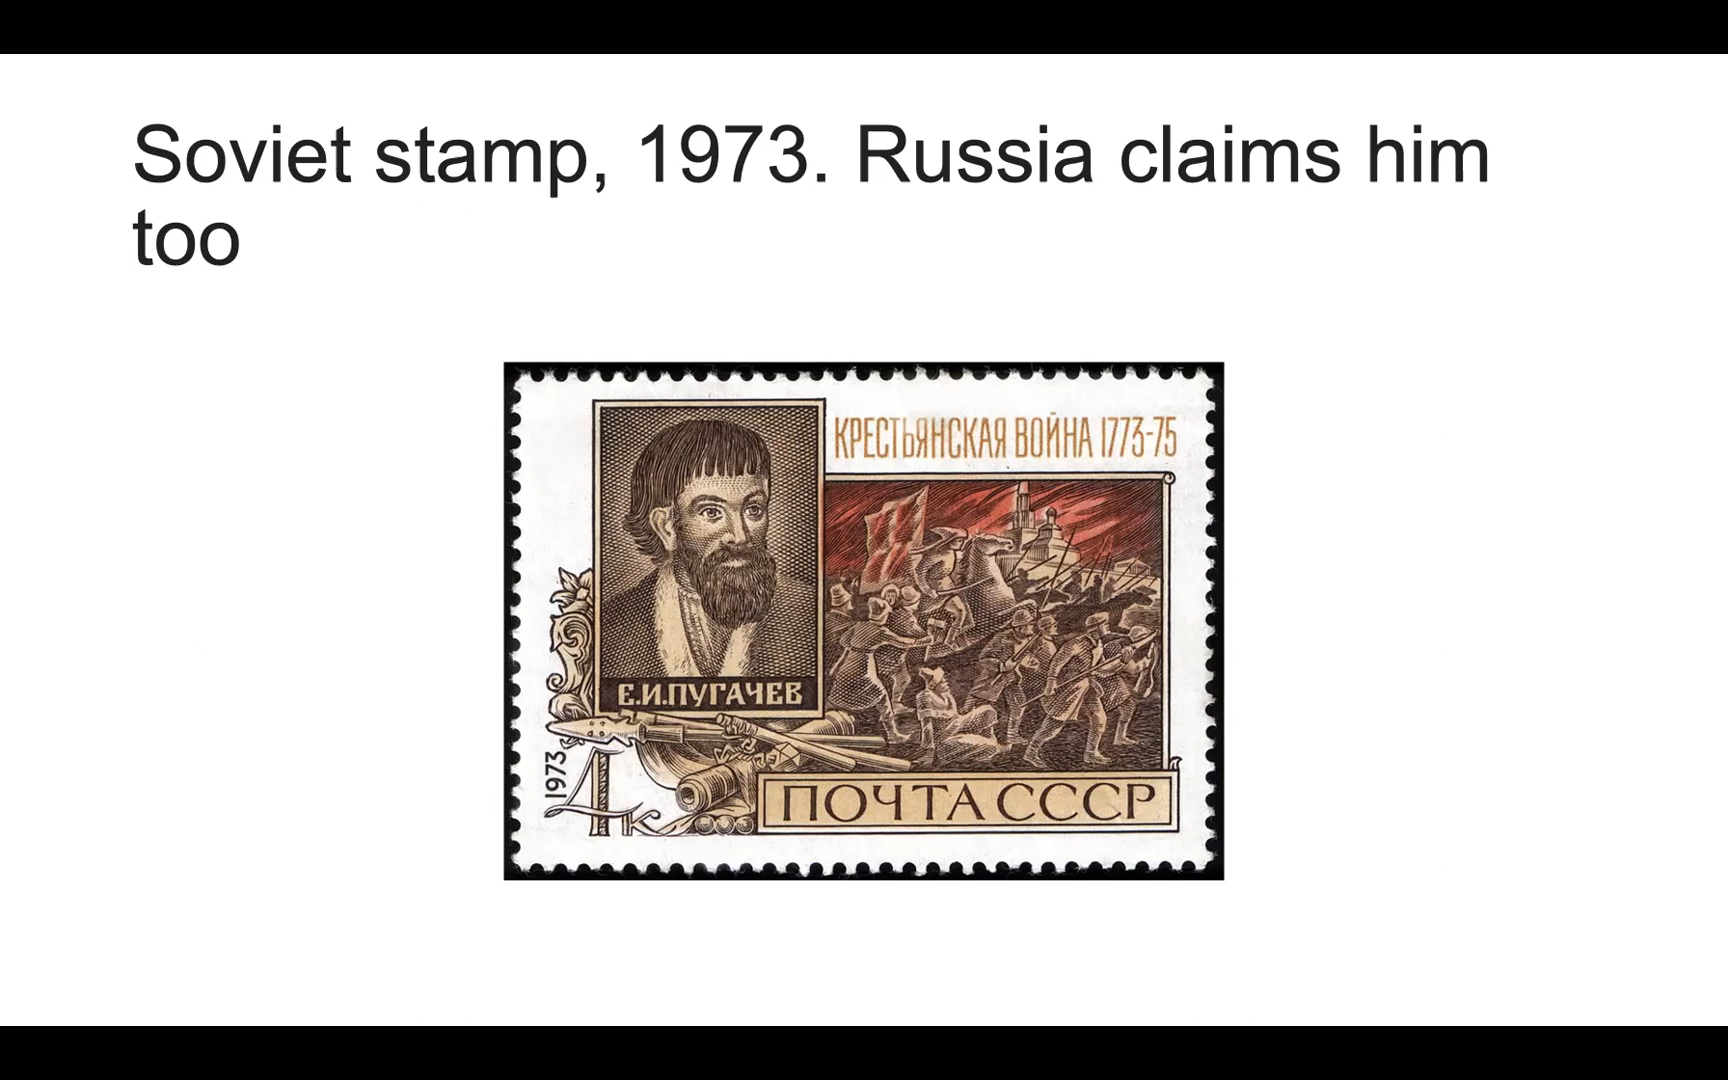 Soviet stamp, 1973. Russia claims him
too
КРЕСТЬЯНСКАЯ ВОЙНА 1773-75
Е.И.ПУГАЧЕВ
1973
4к
ПОЧТА СССР